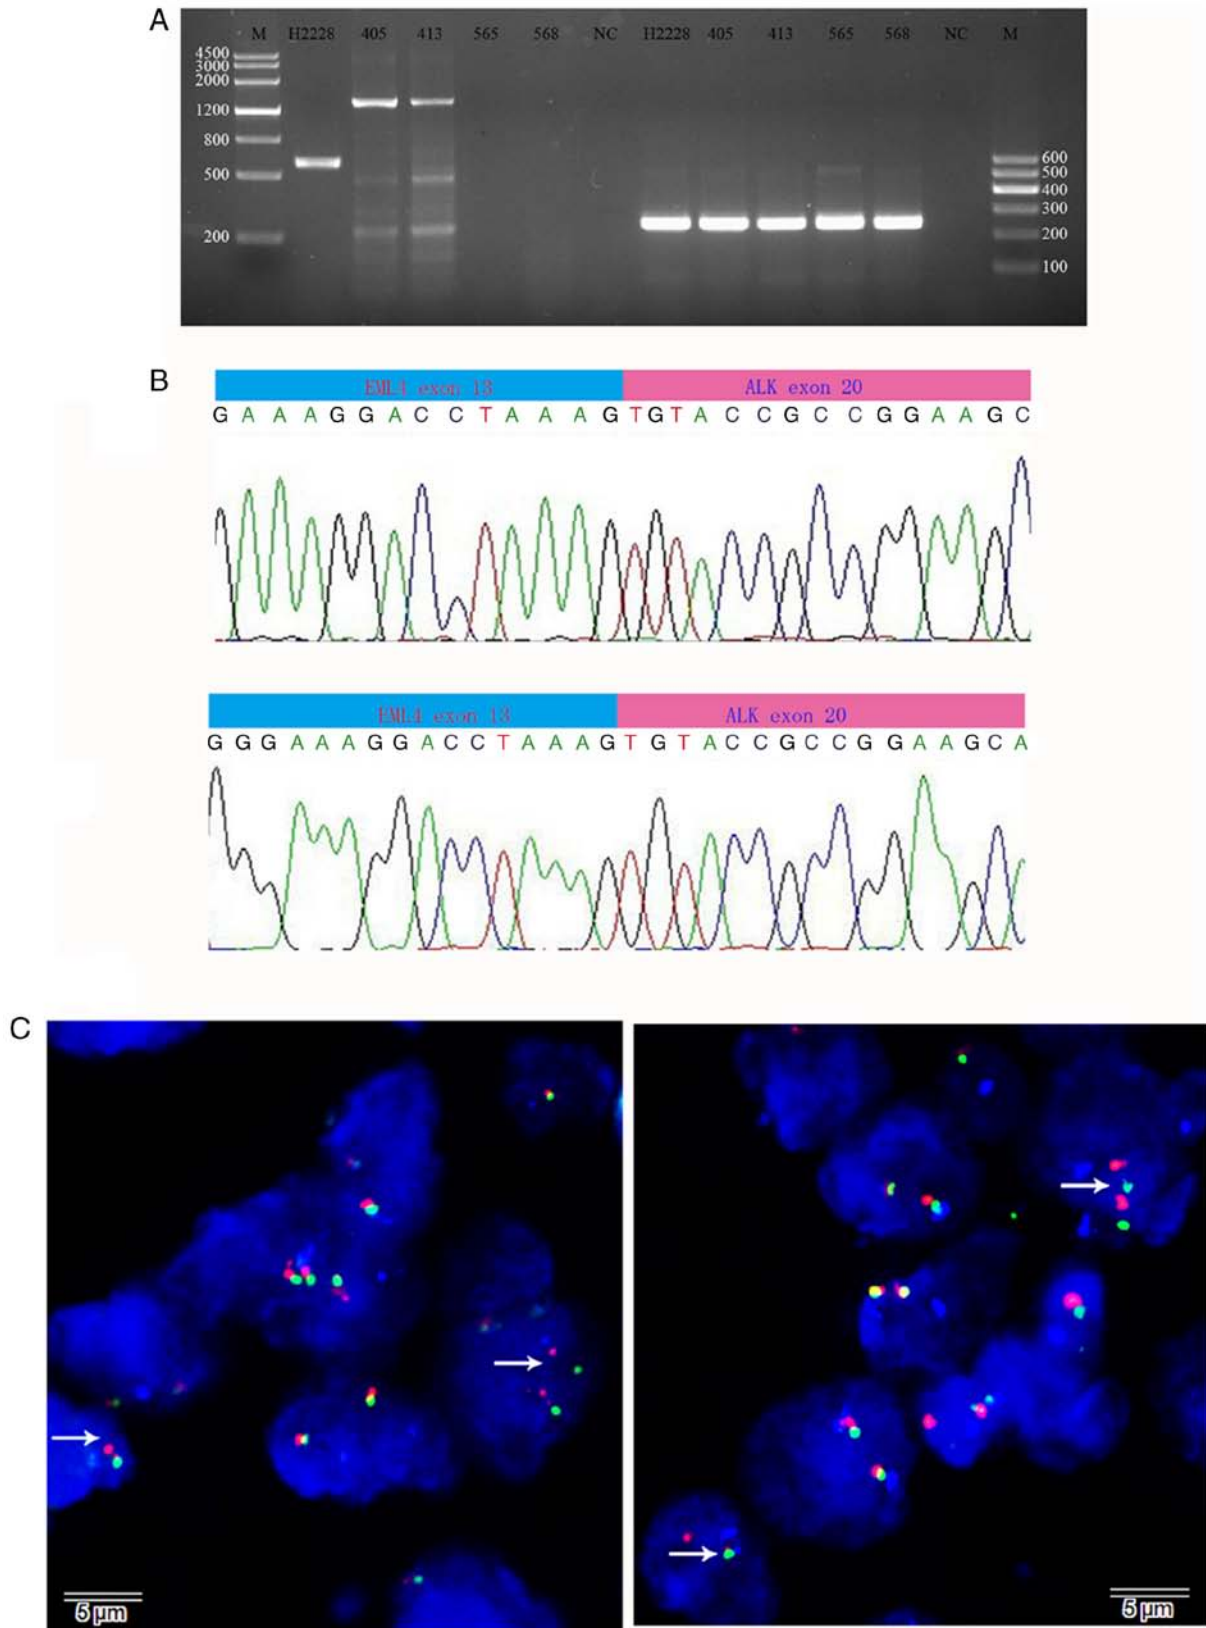 A
M H2228 405 413 565 568 NC H2228 405 413 565 568 NC M
4500
3000
2000
1200
800
500
200
600
500
400
300
200
100
B
EML4 exon 13 ALK exon 20
G A A A G G A C C T A A A G T G T A C C G C C G G A A G C
EML4 exon 13 ALK exon 20
G G G A A A G G A C C T A A A G T G T A C C G C C G G A A G C A
C
5 µm
5 µm